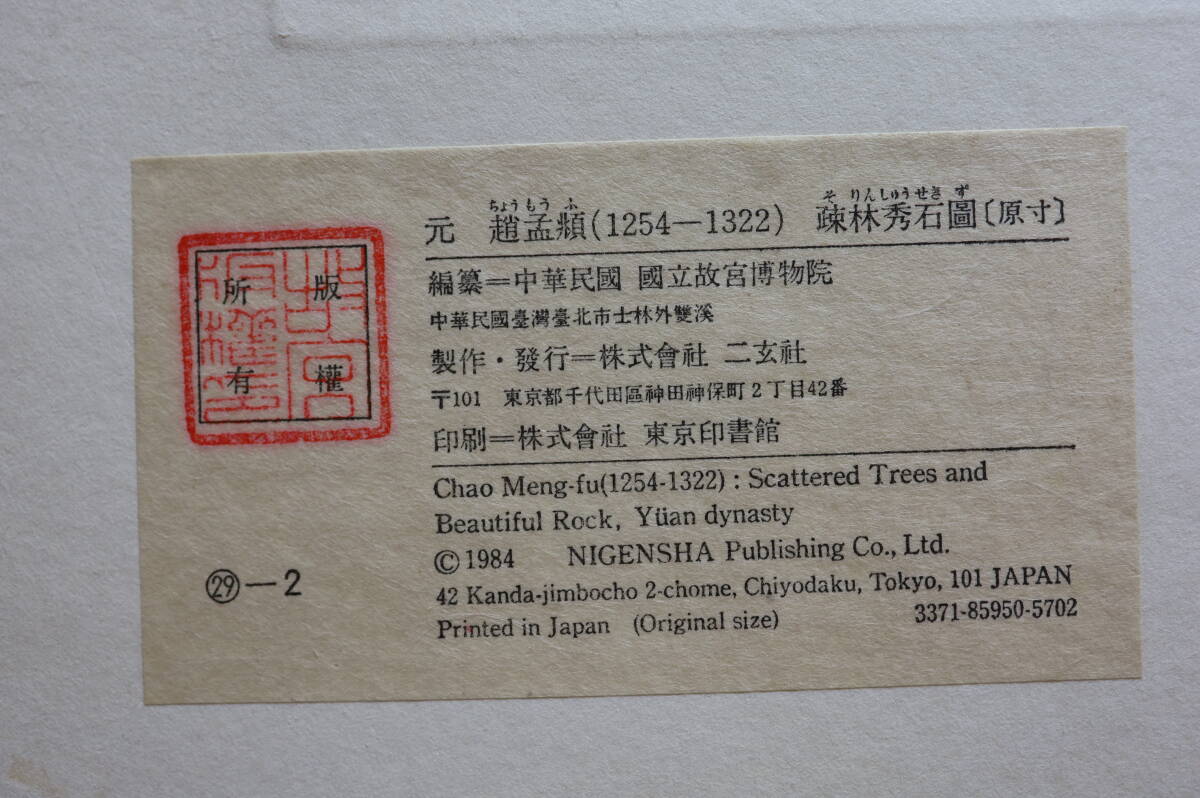 元 趙孟頫(1254—1322) 疎林秀石圖〔原寸〕
ちょうもうふ そりんしゅうせきず
編纂=中華民國 國立故宮博物院
中華民國臺灣臺北市士林外雙溪
製作・發行=株式會社 二玄社
〒101 東京都千代田區神田神保町2丁目42番
印刷=株式會社 東京印書館
Chao Meng-fu(1254-1322) : Scattered Trees and
Beautiful Rock, Yüan dynasty
©1984 NIGENSHA Publishing Co., Ltd.
42 Kanda-jimbocho 2-chome, Chiyodaku, Tokyo, 101 JAPAN
Printed in Japan (Original size) 3371-85950-5702
版權
所有
㉙—2